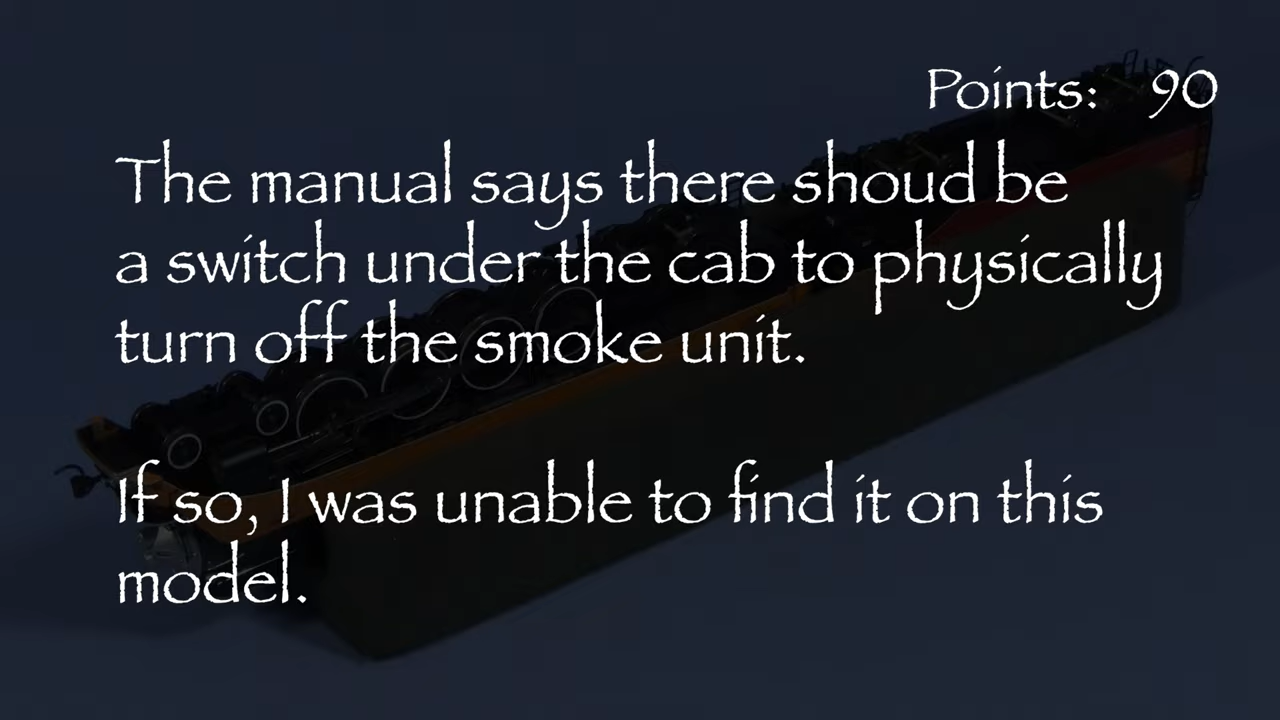 Points: 90
The manual says there shoud be
a switch under the cab to physically
turn off the smoke unit.
If so, I was unable to find it on this
model.